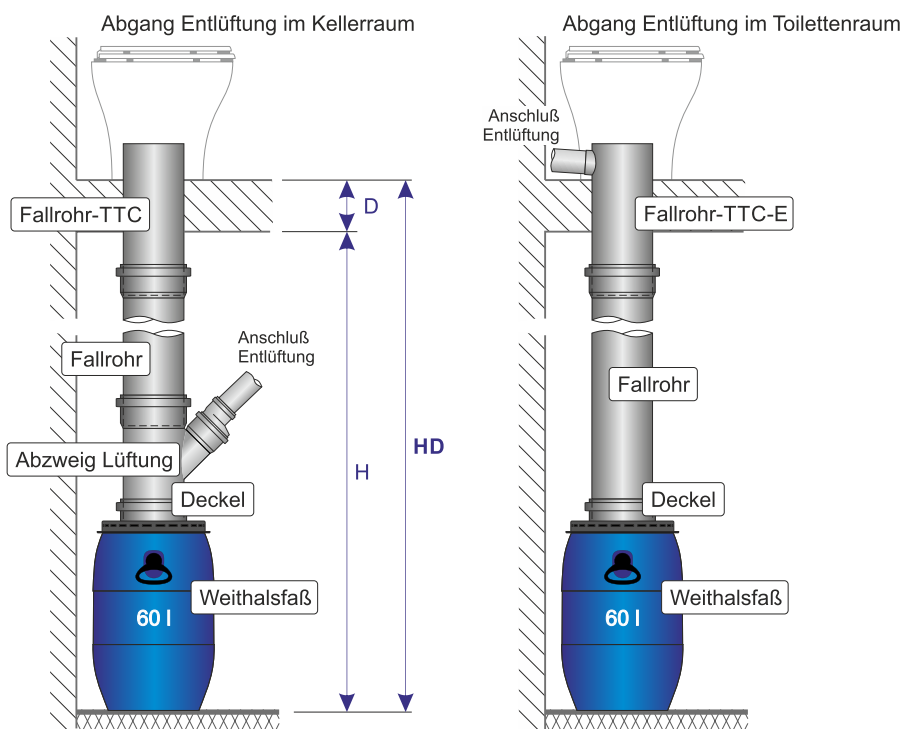 Abgang Entlüftung im Kellerraum
Fallrohr-TTC
D
Fallrohr
Anschluß
Entlüftung
Abzweig Lüftung
H
HD
Deckel
Weithalsfaß
60 l
Abgang Entlüftung im Toilettenraum
Anschluß
Entlüftung
Fallrohr-TTC-E
Fallrohr
Deckel
Weithalsfaß
60 l